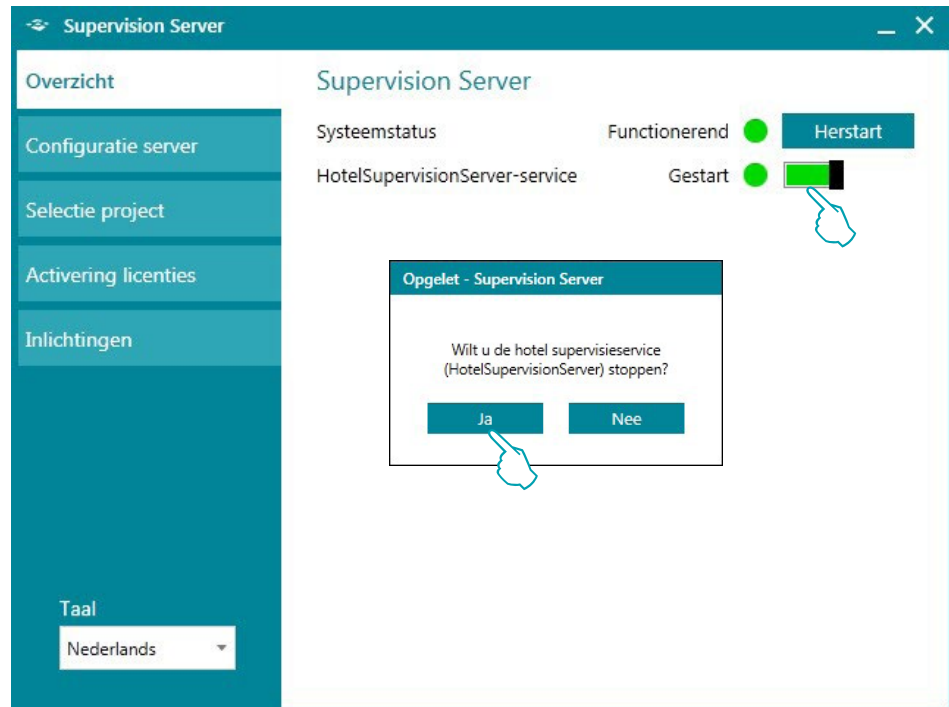 Supervision Server
Overzicht
Configuratie server
Selectie project
Activering licenties
Inlichtingen
Taal
Nederlands
Supervision Server
Systeemstatus Functionerend Herstart
HotelSupervisionServer-service Gestart
Opgelet - Supervision Server
Wilt u de hotel supervisieservice
(HotelSupervisionServer) stoppen?
Ja Nee